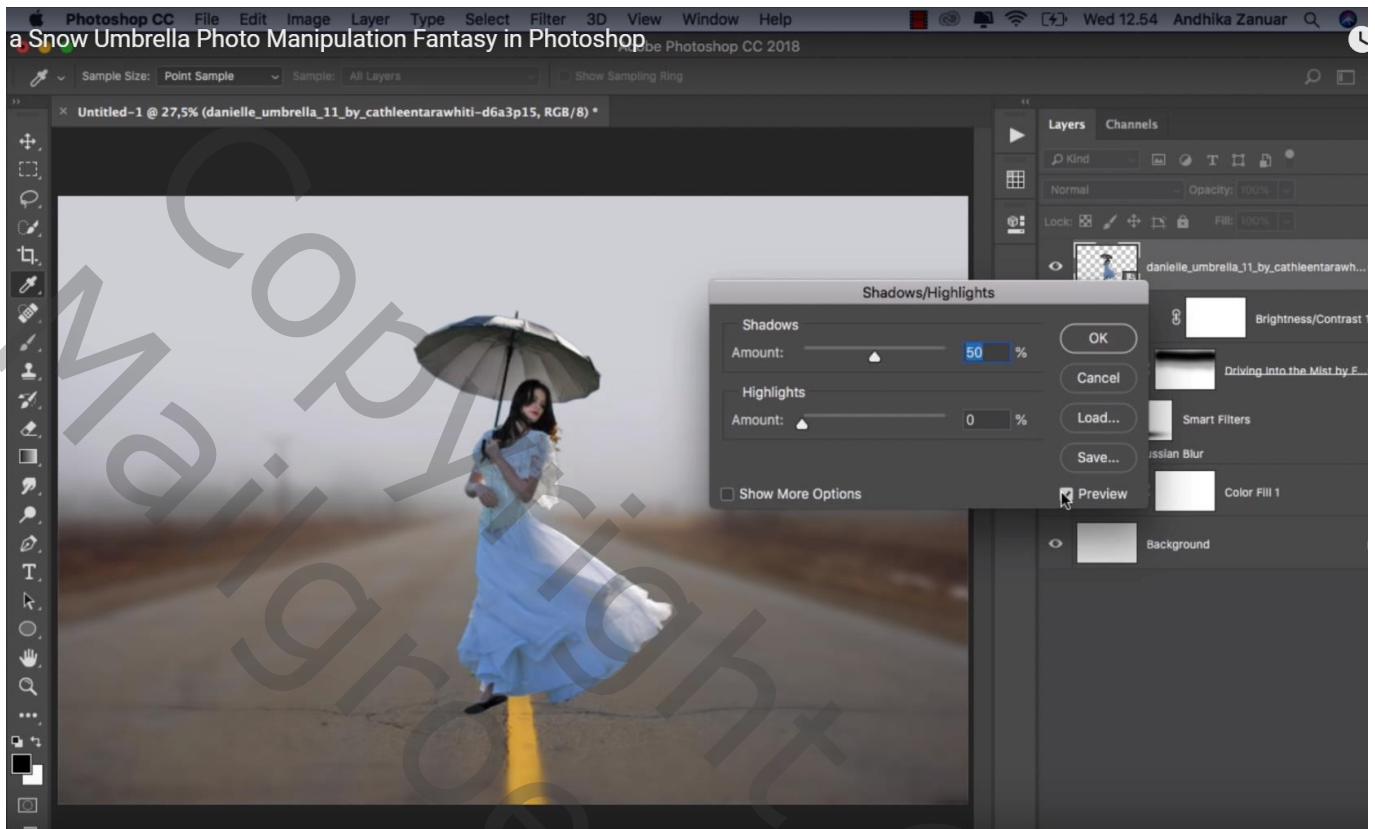 Photoshop CC File Edit Image Layer Type Select Filter 3D View Window Help Wed 12.54 Andhika Zanuar
a Snow Umbrella Photo Manipulation Fantasy in Photoshop
Adobe Photoshop CC 2018
Sample Size: Point Sample Sample: All Layers Show Sampling Ring
Untitled-1 @ 27,5% (danielle_umbrella_11_by_cathleentarawhiti-d6a3p15, RGB/8) *
Layers Channels
Kind
Normal Opacity: 100%
Lock: Fill: 100%
danielle_umbrella_11_by_cathleentarawh...
Brightness/Contrast 1
Driving Into the Mist by F...
Smart Filters
ussian Blur
Color Fill 1
Background
Shadows/Highlights
Shadows
Amount: 50 %
Highlights
Amount: 0 %
Show More Options
OK
Cancel
Load...
Save...
Preview
Copyright
Mailgroe